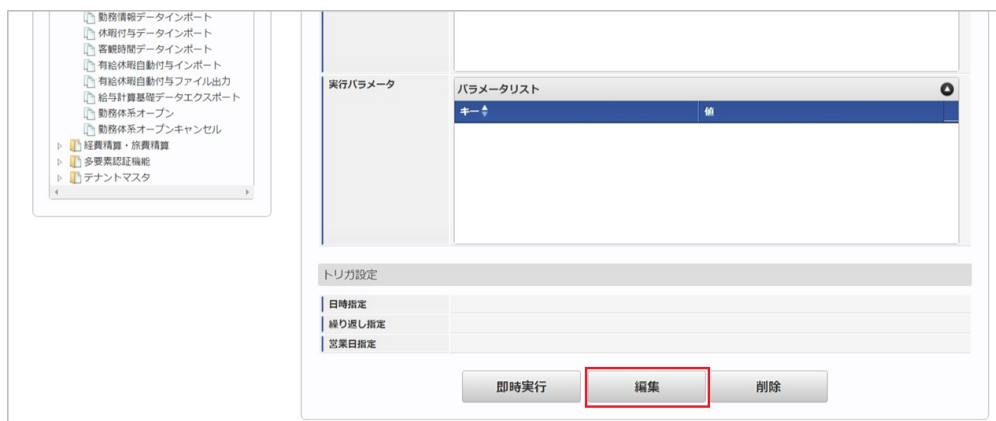 勤務情報データインポート
休暇付与データインポート
客観時間データインポート
有給休暇自動付与インポート
有給休暇自動付与ファイル出力
給与計算基礎データエクスポート
勤務体系オープン
勤務体系オープンキャンセル
経費精算・旅費精算
多要素認証機能
テナントマスタ
実行パラメータ
パラメータリスト
キー 値
トリガ設定
日時指定
繰り返し指定
営業日指定
即時実行 編集 削除